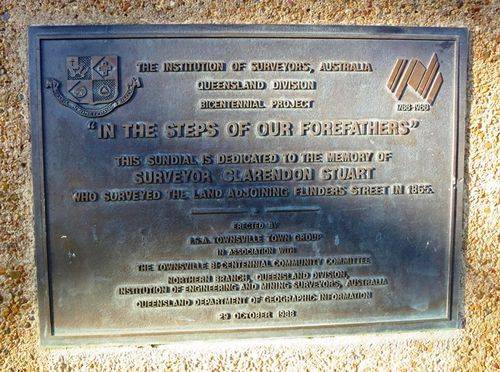 THE INSTITUTION OF SURVEYORS, AUSTRALIA
QUEENSLAND DIVISION
BICENTENNIAL PROJECT
1788-1988
"IN THE STEPS OF OUR FOREFATHERS"
THIS SUNDIAL IS DEDICATED TO THE MEMORY OF
SURVEYOR CLARENDON STUART
WHO SURVEYED THE LAND ADJOINING FLINDERS STREET IN 1865.
ERECTED BY
I.S.A. TOWNSVILLE TOWN GROUP
IN ASSOCIATION WITH
THE TOWNSVILLE BI-CENTENNIAL COMMUNITY COMMITTEE
NORTHERN BRANCH, QUEENSLAND DIVISION,
INSTITUTION OF ENGINEERING AND MINING SURVEYORS, AUSTRALIA
QUEENSLAND DEPARTMENT OF GEOGRAPHIC INFORMATION
29 OCTOBER 1988